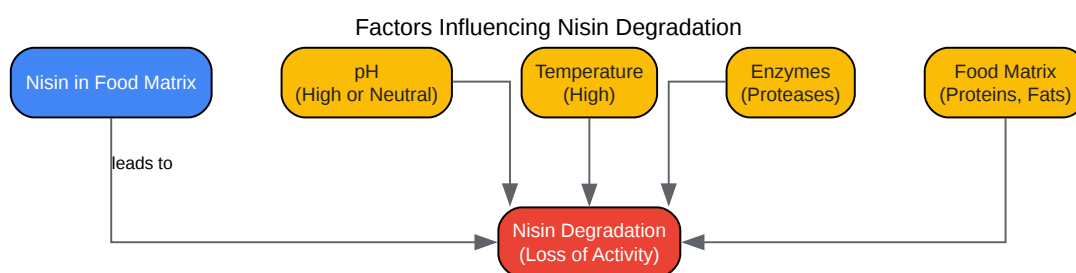 Factors Influencing Nisin Degradation
Nisin in Food Matrix
pH
(High or Neutral)
Temperature
(High)
Enzymes
(Proteases)
Food Matrix
(Proteins, Fats)
leads to
Nisin Degradation
(Loss of Activity)